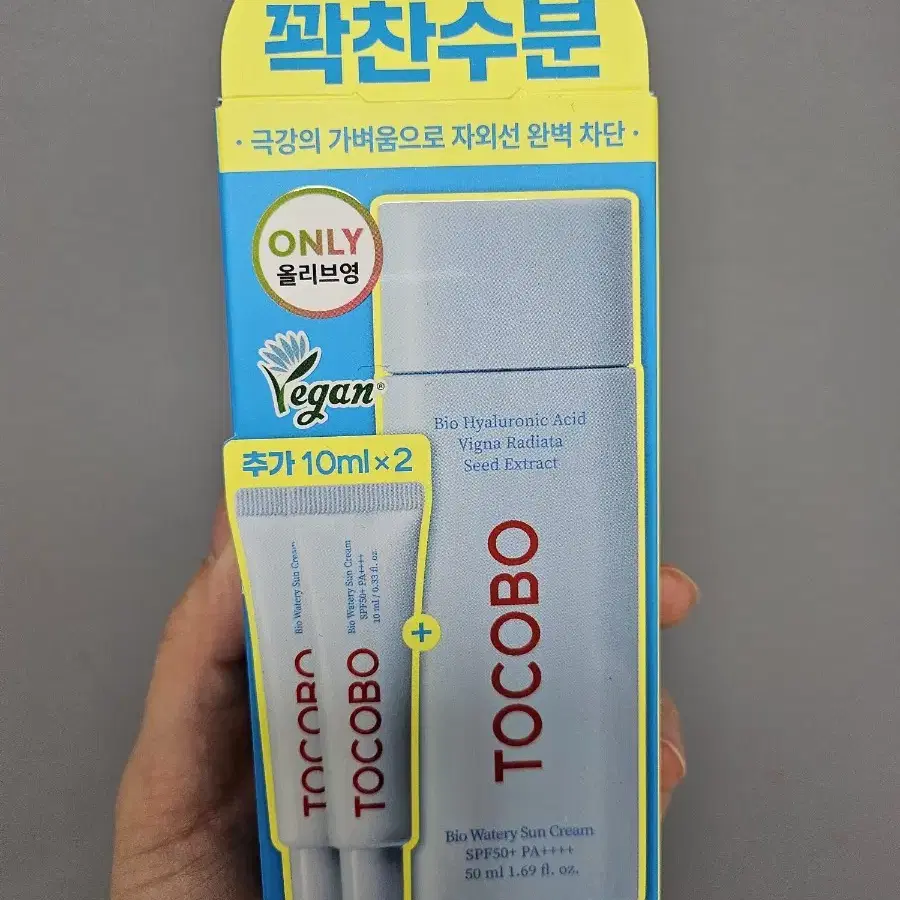 꽉찬수분
· 극강의 가벼움으로 자외선 완벽 차단 ·
ONLY
올리브영
Vegan®
Bio Hyaluronic Acid
Vigna Radiata
Seed Extract
추가 10ml×2
Bio Watery Sun Cream
Bio Watery Sun Cream
SPF50+ PA++++
10 ml / 0.33 fl. oz.
TOCOBO
TOCOBO
+
TOCOBO
Bio Watery Sun Cream
SPF50+ PA++++
50 ml 1.69 fl. oz.